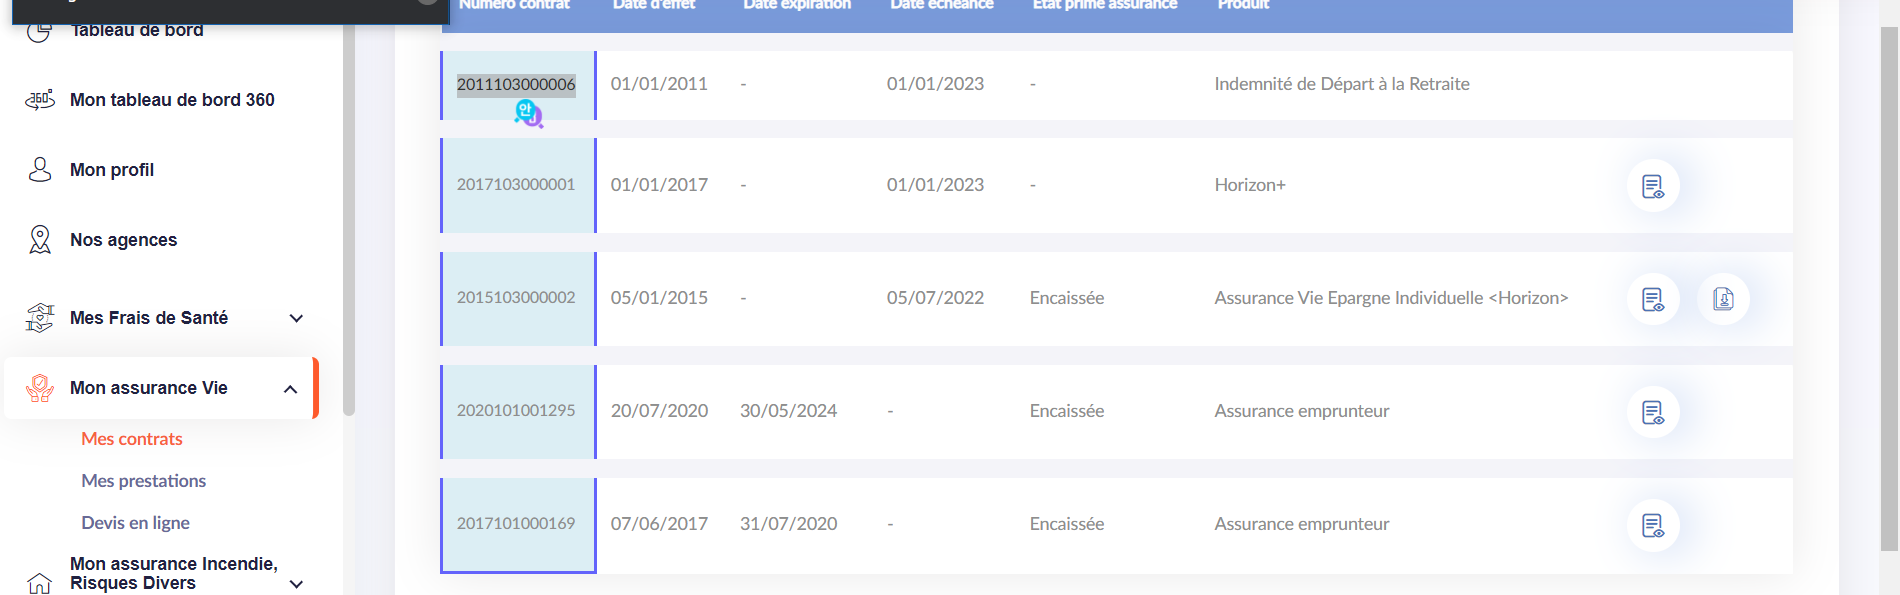 Numéro contrat Date d'effet Date expiration Date échéance Etat prime assurance Produit
Tableau de bord
Mon tableau de bord 360
Mon profil
Nos agences
Mes Frais de Santé
Mon assurance Vie
Mes contrats
Mes prestations
Devis en ligne
Mon assurance Incendie,
Risques Divers
2011103000006 01/01/2011 - 01/01/2023 - Indemnité de Départ à la Retraite
2017103000001 01/01/2017 - 01/01/2023 - Horizon+
2015103000002 05/01/2015 - 05/07/2022 Encaissée Assurance Vie Epargne Individuelle <Horizon>
2020101001295 20/07/2020 30/05/2024 - Encaissée Assurance emprunteur
2017101000169 07/06/2017 31/07/2020 - Encaissée Assurance emprunteur